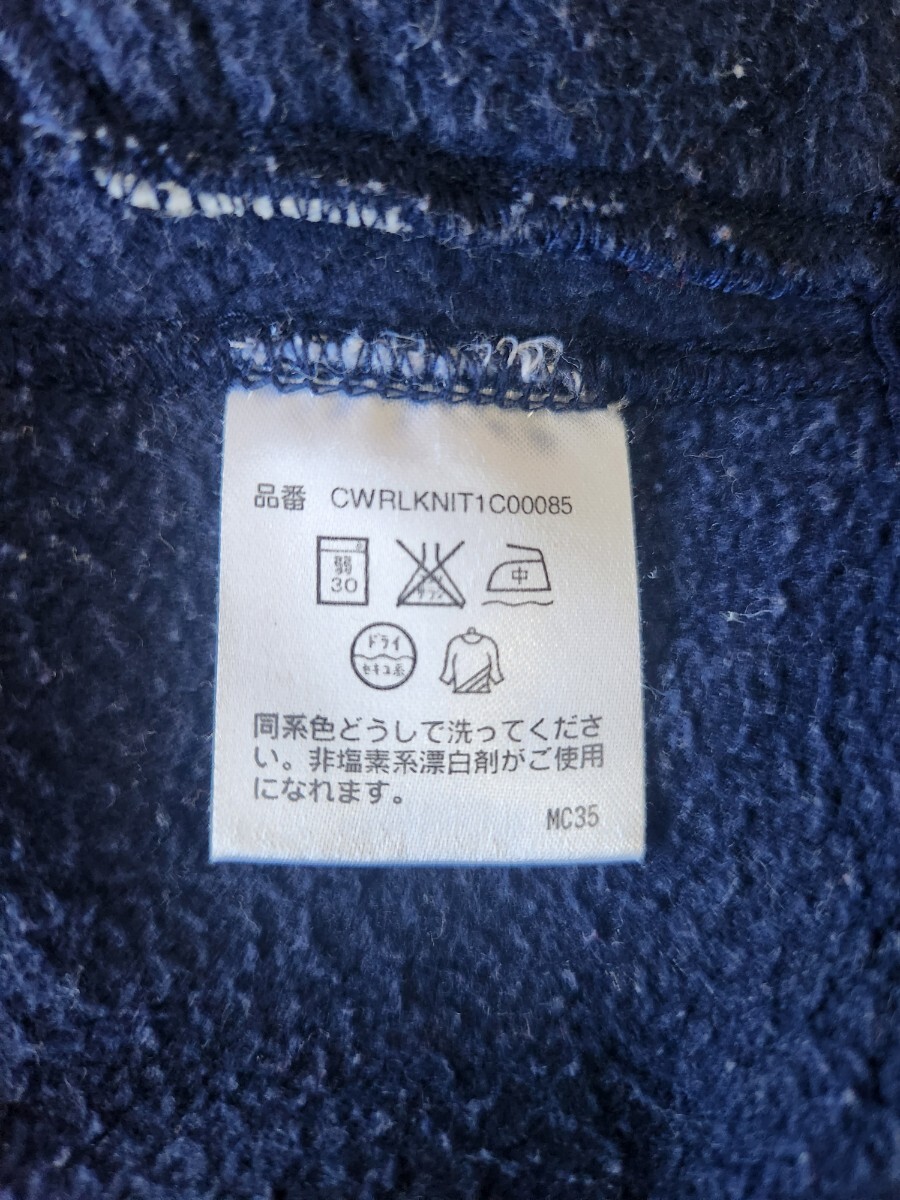 品番 CWRLKNIT1C00085
弱
30
中
ドライ
セキユ系
同系色どうしで洗ってくださ
い。非塩素系漂白剤がご使用
になれます。
MC35